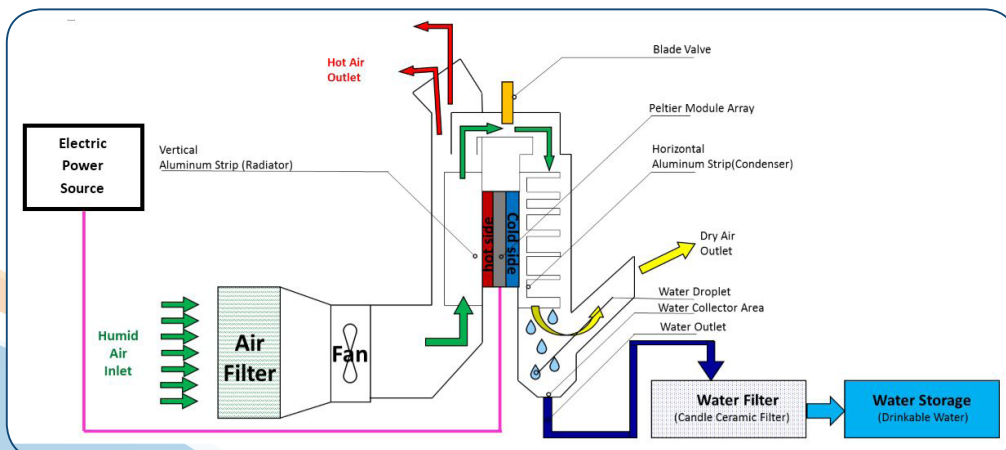 Hot Air
Outlet
Blade Valve
Peltier Module Array
Electric
Power
Source
Vertical
Aluminum Strip (Radiator)
Horizontal
Aluminum Strip(Condenser)
hot side
Cold side
Dry Air
Outlet
Water Droplet
Water Collector Area
Water Outlet
Humid
Air
Inlet
Air
Filter
Fan
Water Filter
(Candle Ceramic Filter)
Water Storage
(Drinkable Water)